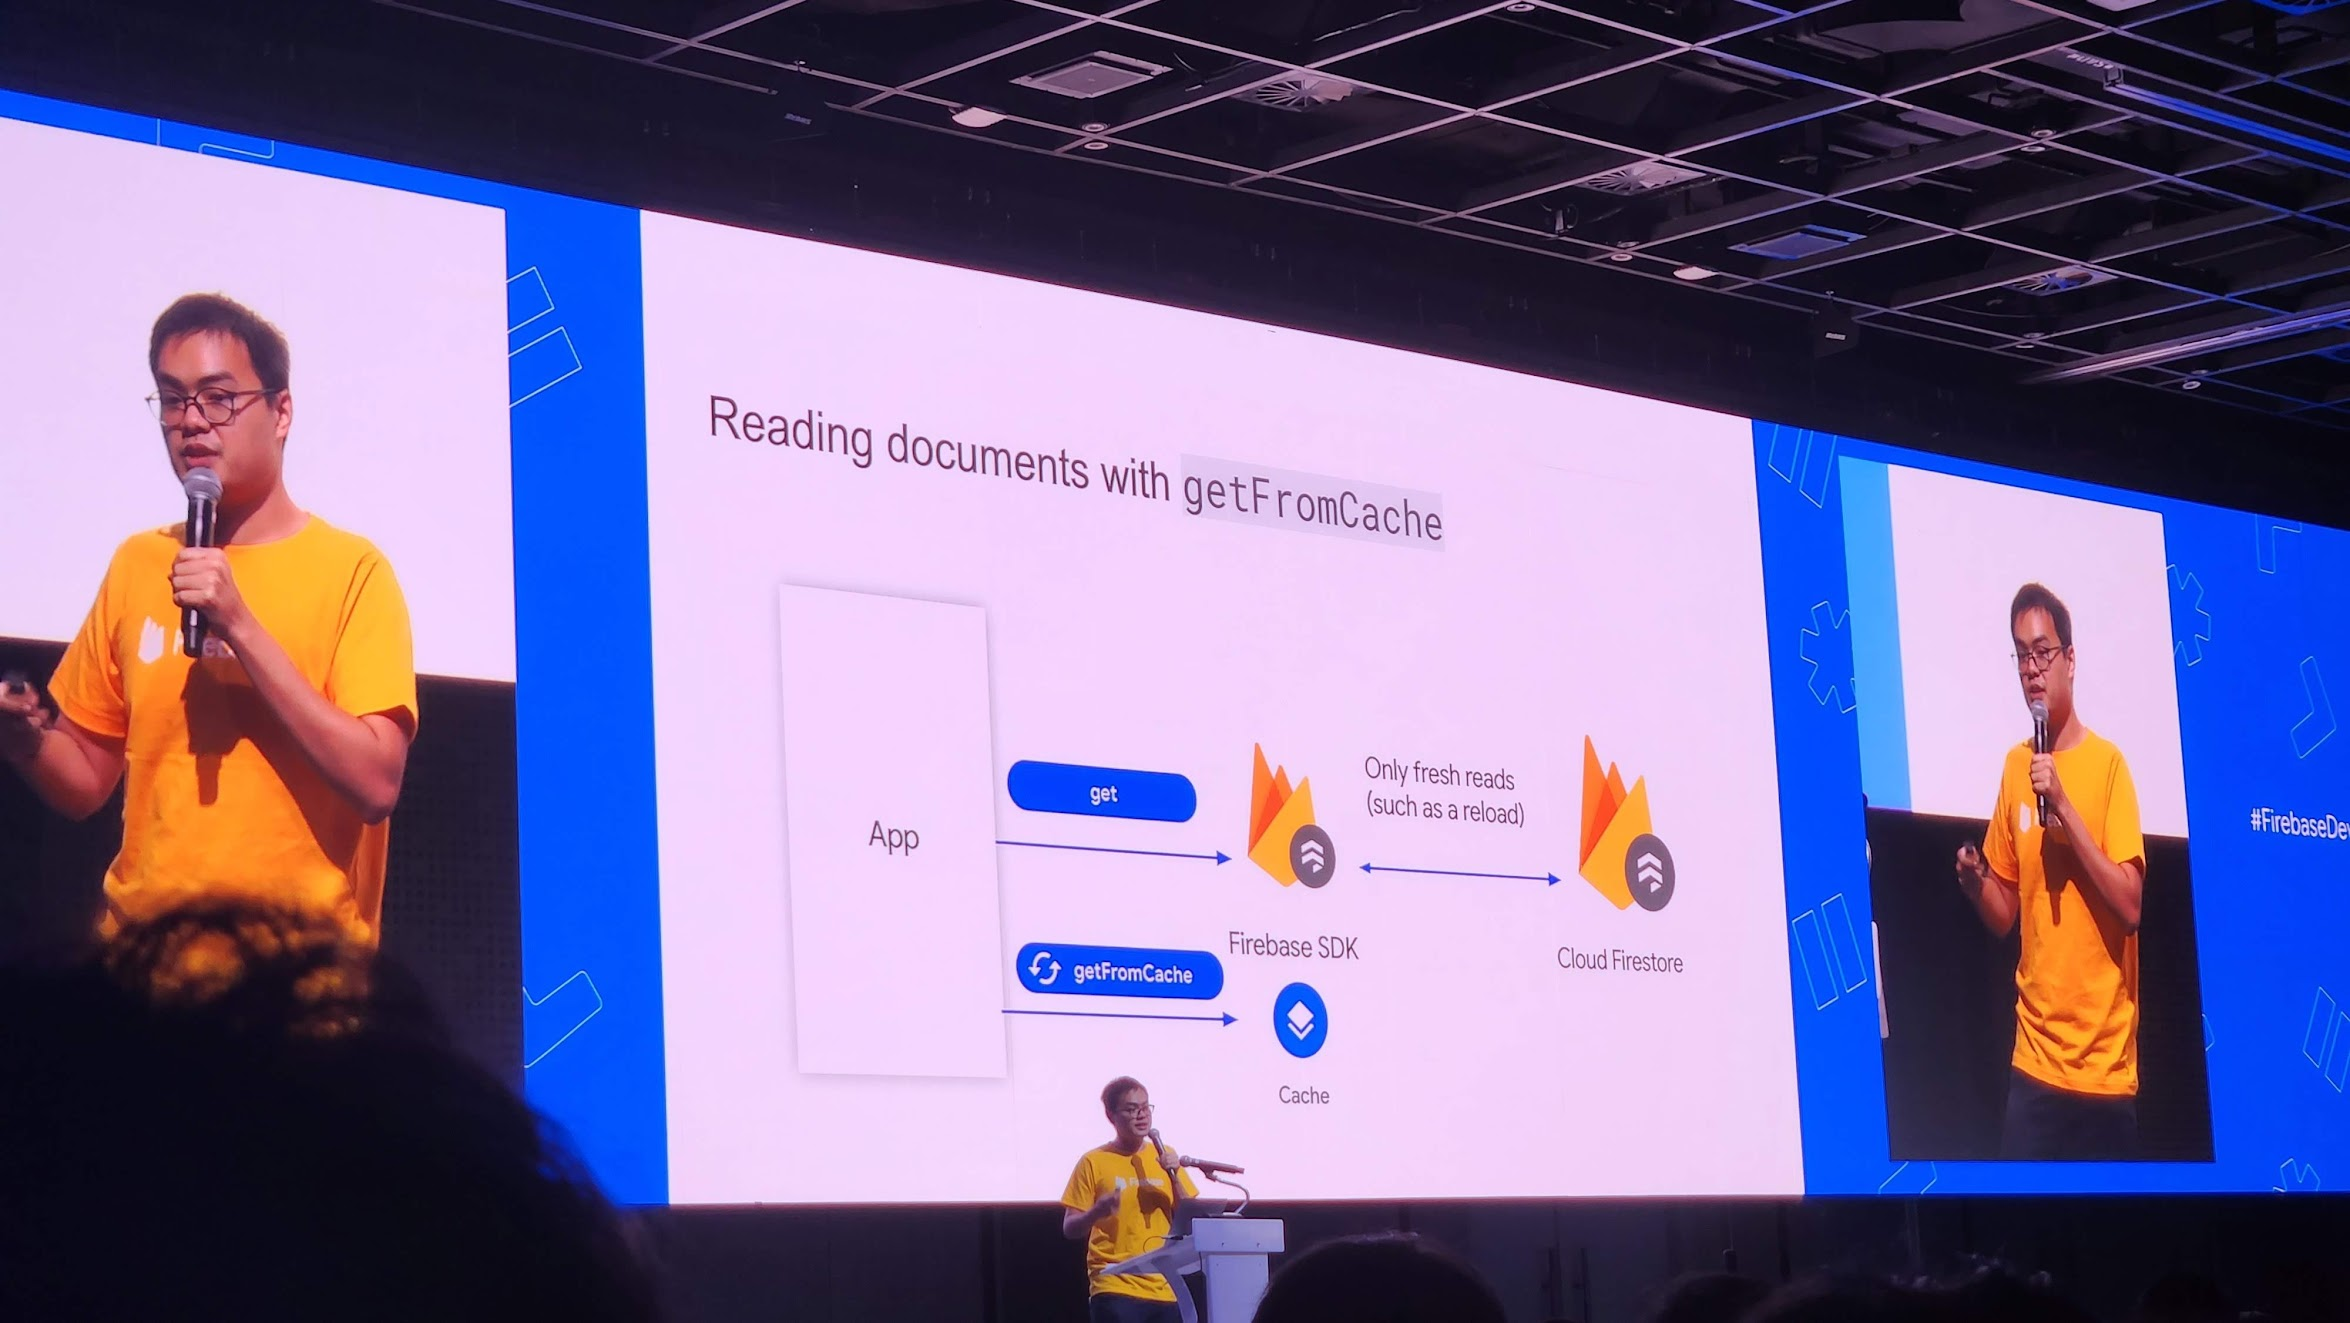 Reading documents with getFromCache
App
get
Only fresh reads
(such as a reload)
Firebase SDK
Cloud Firestore
getFromCache
Cache
#FirebaseDev